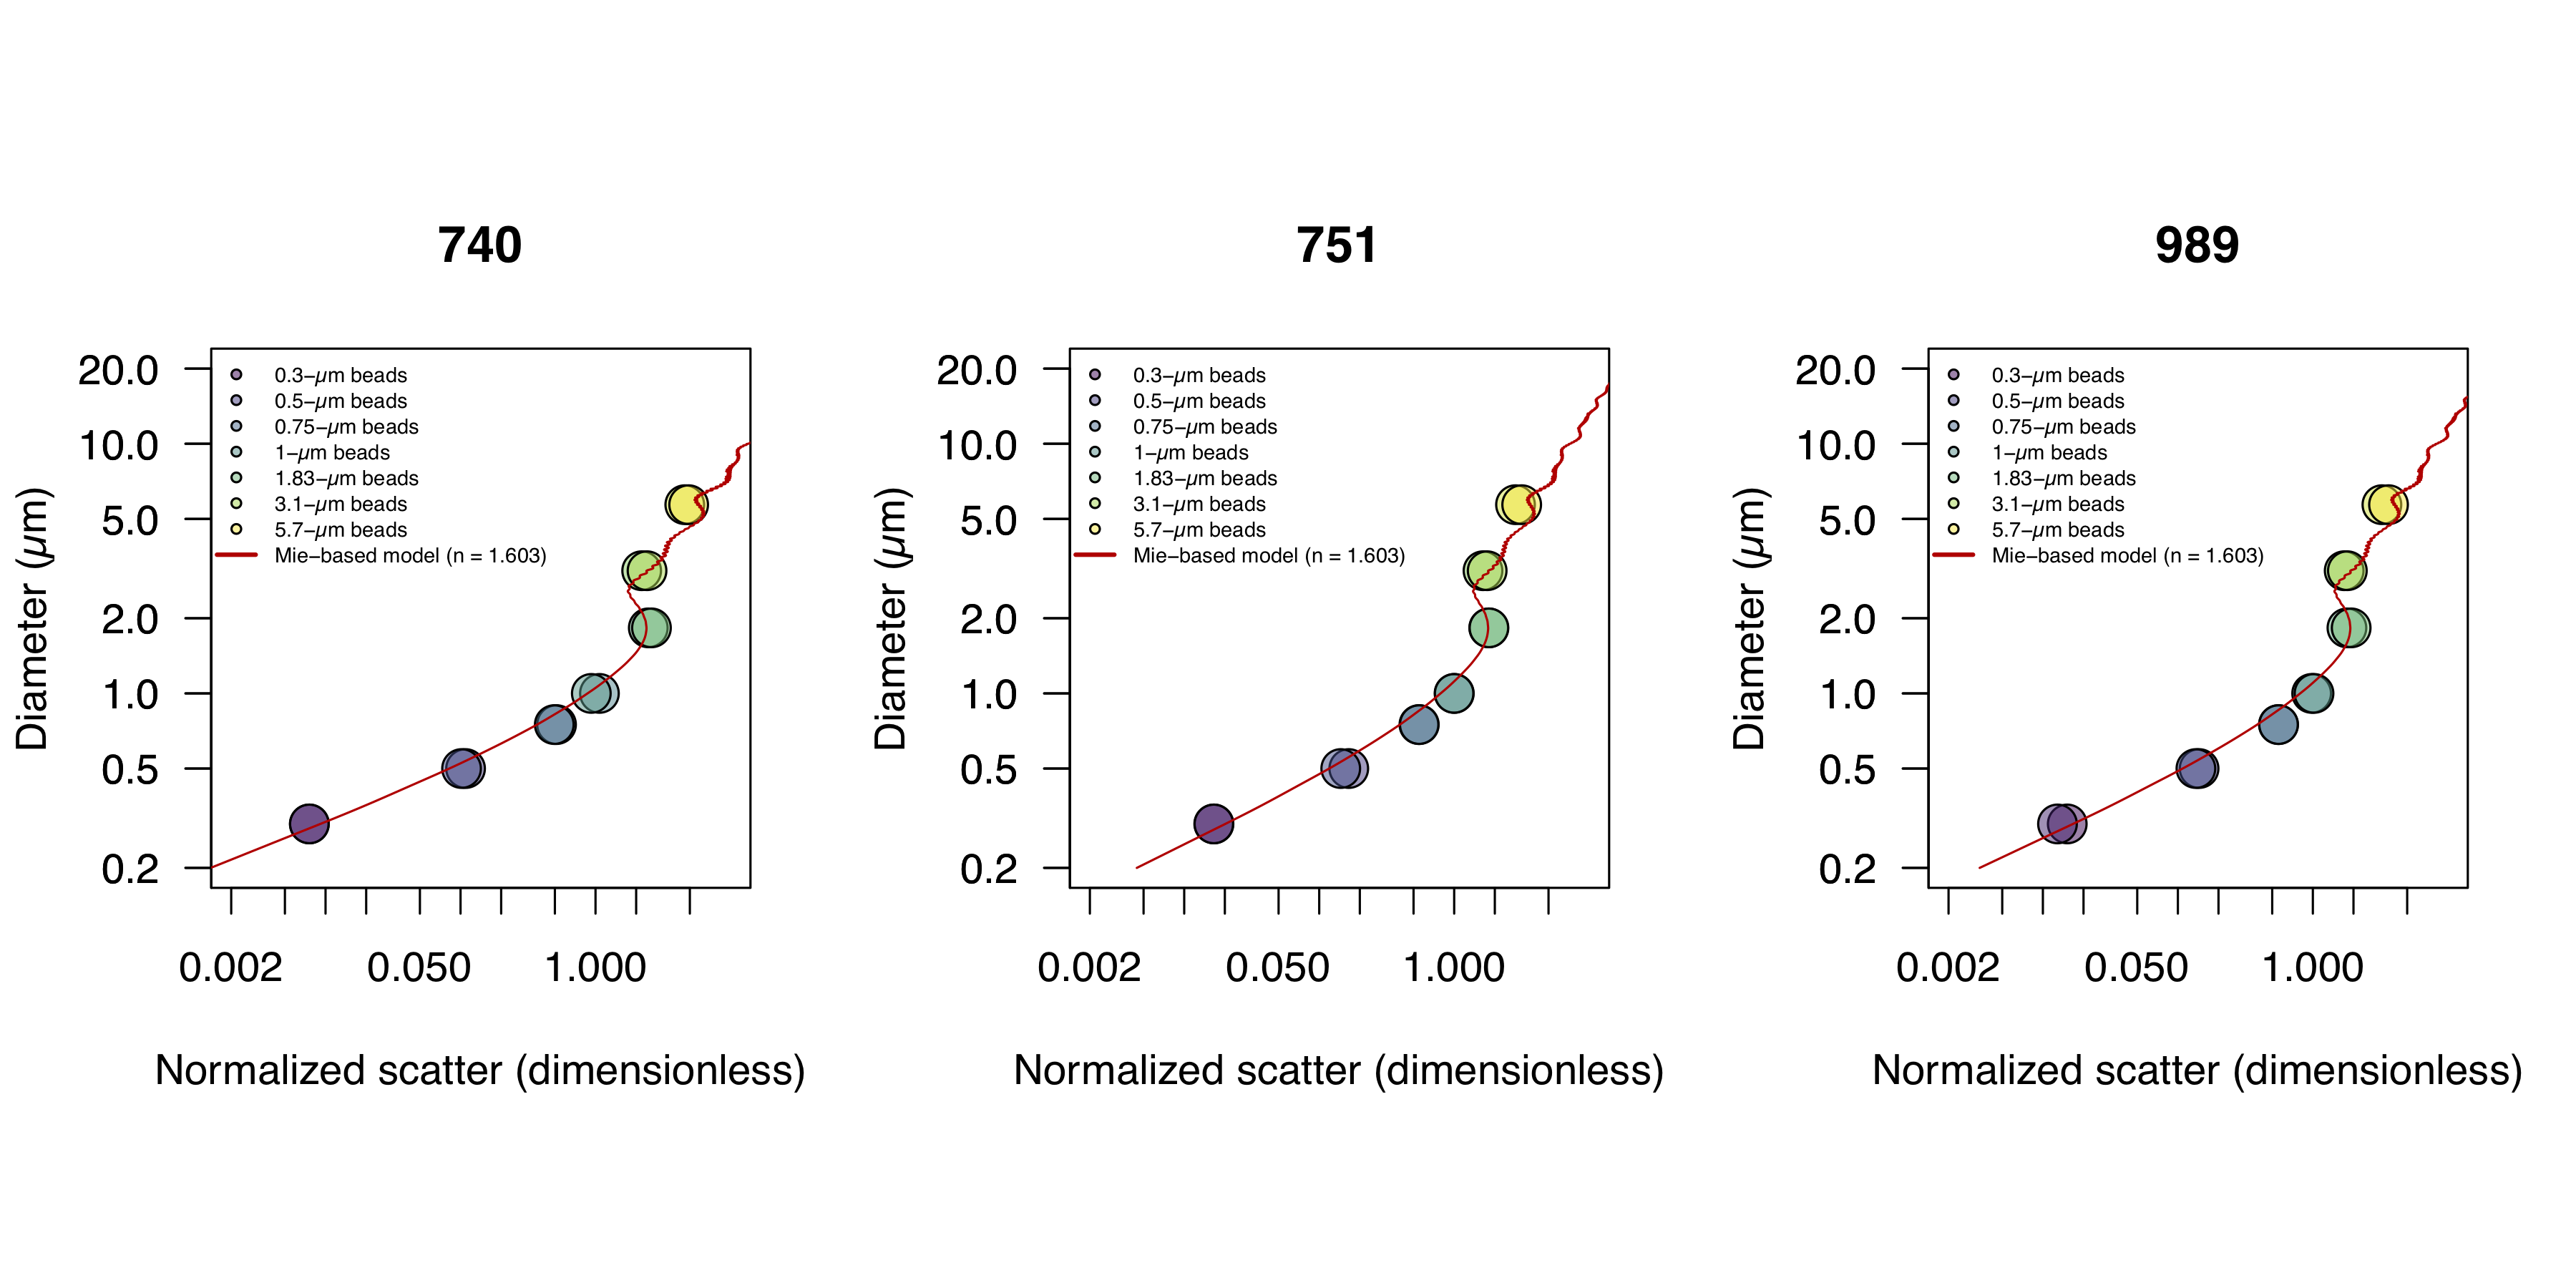 740
20.0
10.0
5.0
2.0
1.0
0.5
0.2
Diameter (µm)
0.3−µm beads
0.5−µm beads
0.75−µm beads
1−µm beads
1.83−µm beads
3.1−µm beads
5.7−µm beads
Mie−based model (n = 1.603)
0.002 0.050 1.000
Normalized scatter (dimensionless)
751
20.0
10.0
5.0
2.0
1.0
0.5
0.2
Diameter (µm)
0.3−µm beads
0.5−µm beads
0.75−µm beads
1−µm beads
1.83−µm beads
3.1−µm beads
5.7−µm beads
Mie−based model (n = 1.603)
0.002 0.050 1.000
Normalized scatter (dimensionless)
989
20.0
10.0
5.0
2.0
1.0
0.5
0.2
Diameter (µm)
0.3−µm beads
0.5−µm beads
0.75−µm beads
1−µm beads
1.83−µm beads
3.1−µm beads
5.7−µm beads
Mie−based model (n = 1.603)
0.002 0.050 1.000
Normalized scatter (dimensionless)